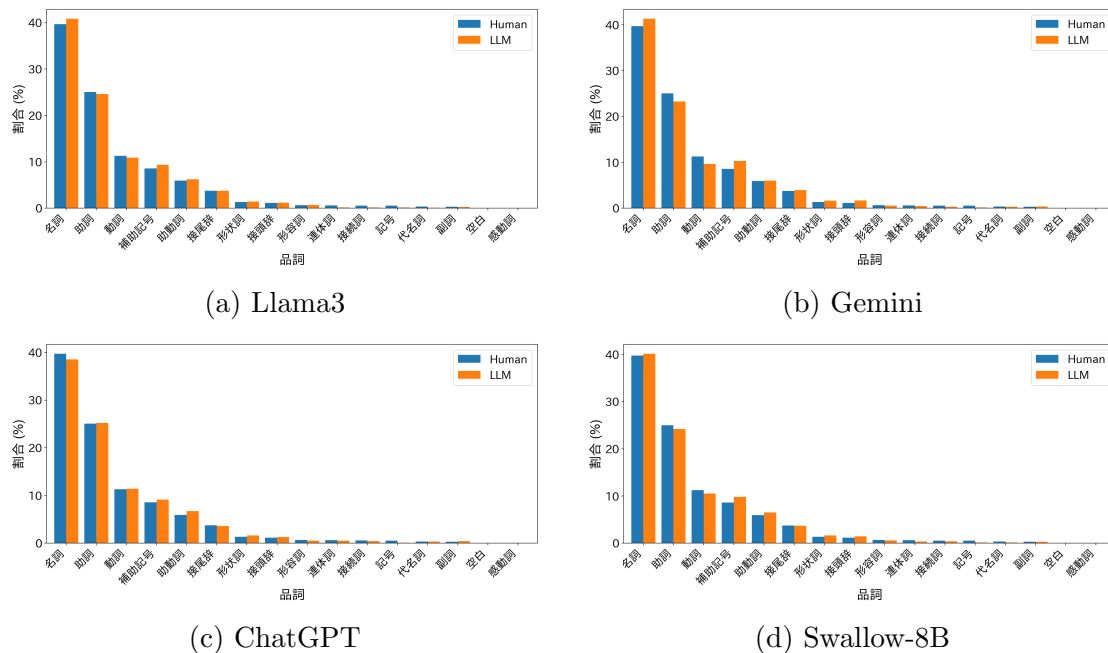 40
30
20
10
0
割合 (%)
Human
LLM
名詞
助詞
動詞
補助記号
助動詞
接尾辞
形状詞
接頭辞
形容詞
連体詞
接続詞
記号
代名詞
副詞
空白
感動詞
品詞
(a) Llama3
40
30
20
10
0
割合 (%)
Human
LLM
名詞
助詞
動詞
補助記号
助動詞
接尾辞
形状詞
接頭辞
形容詞
連体詞
接続詞
記号
代名詞
副詞
空白
感動詞
品詞
(b) Gemini
40
30
20
10
0
割合 (%)
Human
LLM
名詞
助詞
動詞
補助記号
助動詞
接尾辞
形状詞
接頭辞
形容詞
連体詞
接続詞
記号
代名詞
副詞
空白
感動詞
品詞
(c) ChatGPT
40
30
20
10
0
割合 (%)
Human
LLM
名詞
助詞
動詞
補助記号
助動詞
接尾辞
形状詞
接頭辞
形容詞
連体詞
接続詞
記号
代名詞
副詞
空白
感動詞
品詞
(d) Swallow-8B